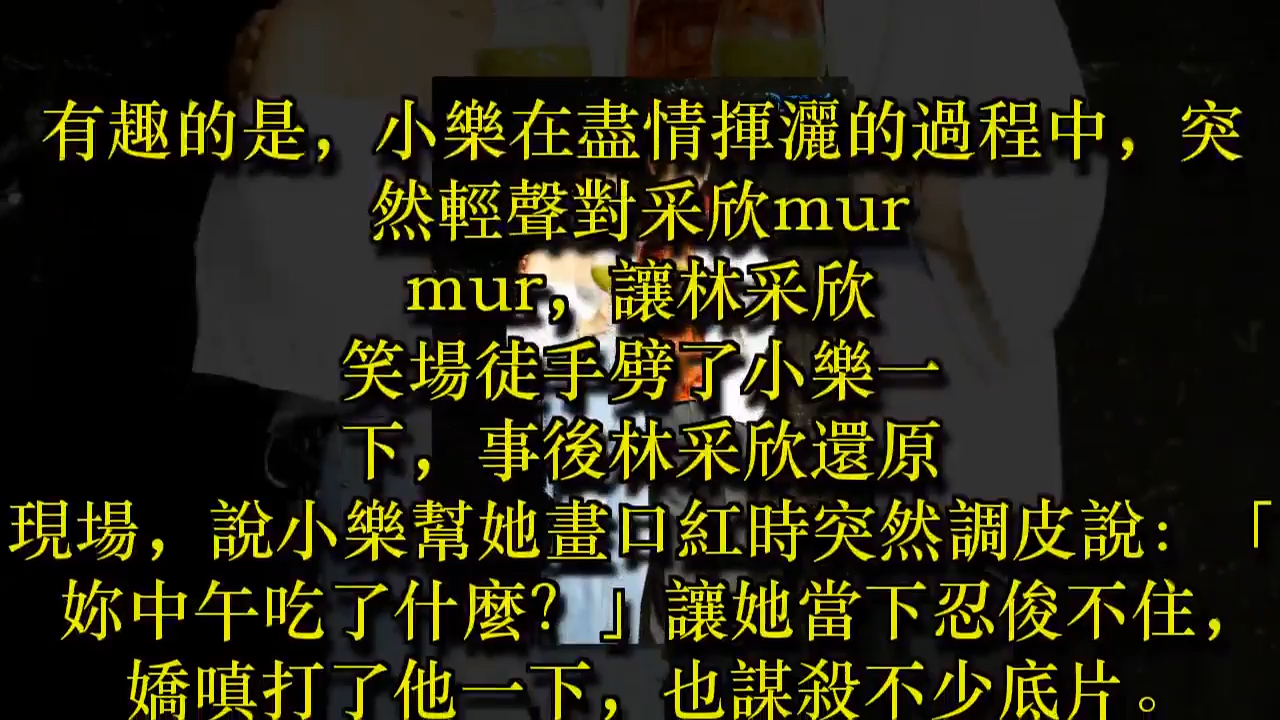 有趣的是，小樂在盡情揮灑的過程中，突
然輕聲對采欣mur
mur，讓林采欣
笑場徒手劈了小樂一
下，事後林采欣還原
現場，說小樂幫她畫口紅時突然調皮說：「
妳中午吃了什麼？」讓她當下忍俊不住，
嬌嗔打了他一下，也謀殺不少底片。